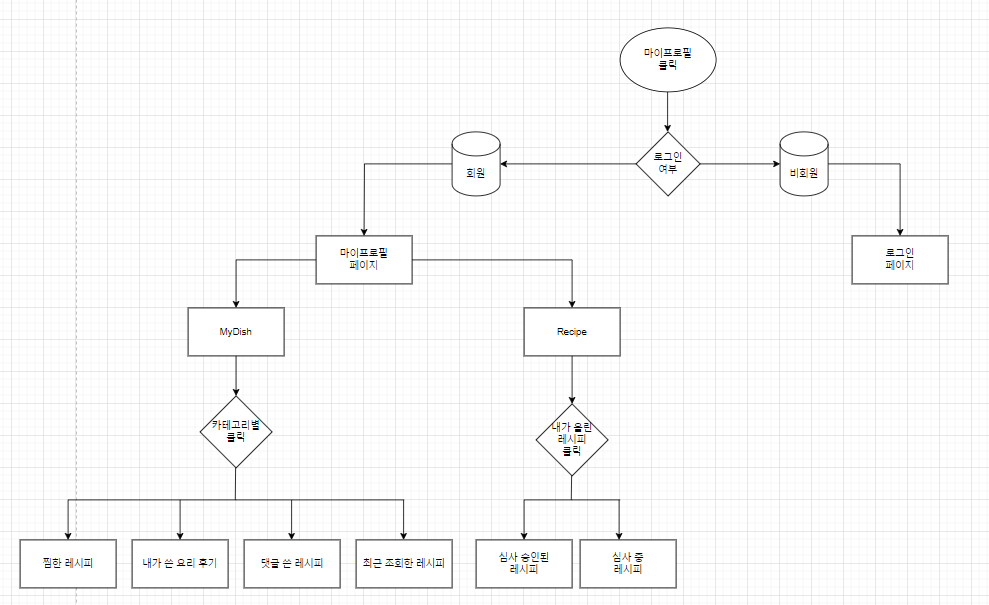 마이프로필
클릭
로그인
여부
회원
비회원
마이프로필
페이지
로그인
페이지
MyDish
Recipe
카테고리별
클릭
내가 올린
레시피
클릭
찜한 레시피
내가 쓴 요리 후기
댓글 쓴 레시피
최근 조회한 레시피
심사 승인된
레시피
심사 중
레시피